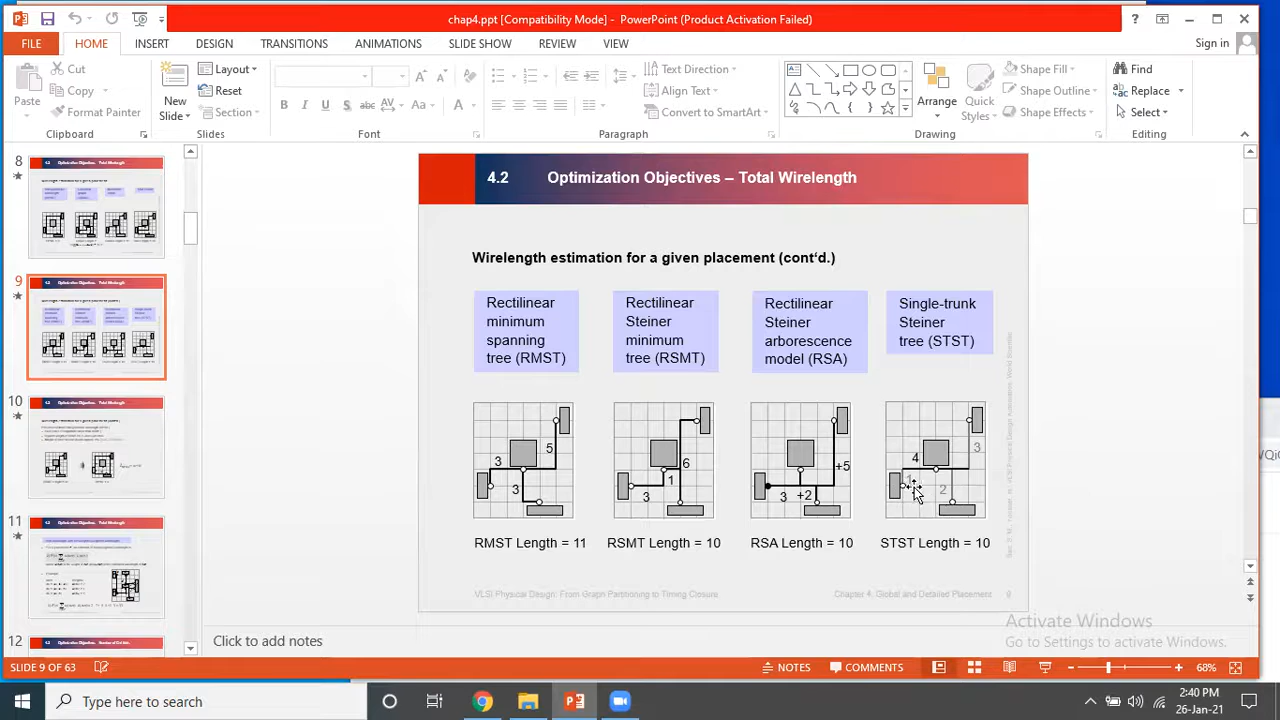 chap4.ppt [Compatibility Mode] - PowerPoint (Product Activation Failed)
FILE HOME INSERT DESIGN TRANSITIONS ANIMATIONS SLIDE SHOW REVIEW VIEW Sign in
Paste
Cut
Copy
Format Painter
Clipboard
New Slide
Layout
Reset
Section
Slides
Font
Text Direction
Align Text
Convert to SmartArt
Paragraph
Arrange
Quick Styles
Shape Fill
Shape Outline
Shape Effects
Drawing
Find
Replace
Select
Editing
8
9
10
11
12
4.2 Optimization Objectives – Total Wirelength
Wirelength estimation for a given placement (cont'd.)
Rectilinear
minimum
spanning
tree (RMST)
Rectilinear
Steiner
minimum
tree (RSMT)
Rectilinear
Steiner
arborescence
model (RSA)
Single-trunk
Steiner
tree (STST)
3
5
3
6
1
3
+5
3
+2
4
3
1
2
RMST Length = 11
RSMT Length = 10
RSA Length = 10
STST Length = 10
VLSI Physical Design: From Graph Partitioning to Timing Closure
Chapter 4: Global and Detailed Placement
9
Click to add notes
Activate Windows
Go to Settings to activate Windows.
SLIDE 9 OF 63
NOTES
COMMENTS
68%
Type here to search
2:40 PM
26-Jan-21